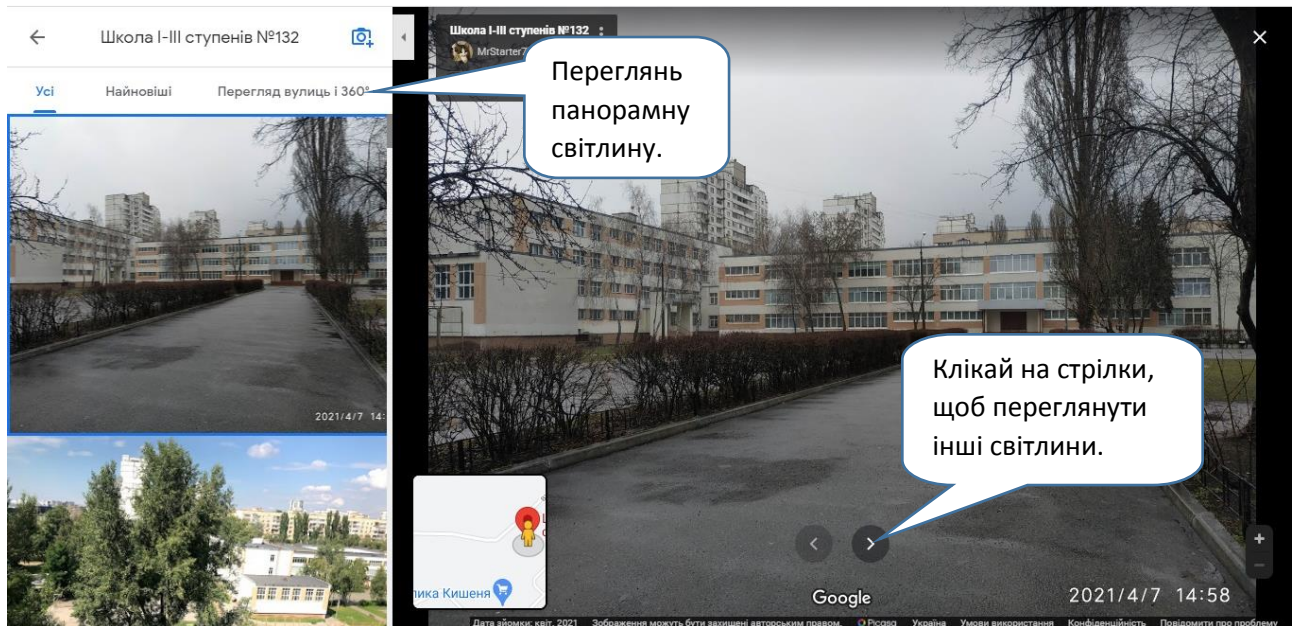 Школа І-ІІІ ступенів №132
Усі Найновіші Перегляд вулиць і 360°
2021/4/7 14:
Школа І-ІІІ ступенів №132
MrStarter7
Переглянь
панорамну
світлину.
Клікай на стрілки,
щоб переглянути
інші світлини.
лика Кишеня
Google
2021/4/7 14:58
Дата зйомки: квіт. 2021 Зображення можуть бути захищені авторським правом. Picasa Україна Умови використання Конфіденційність Повідомити про проблему